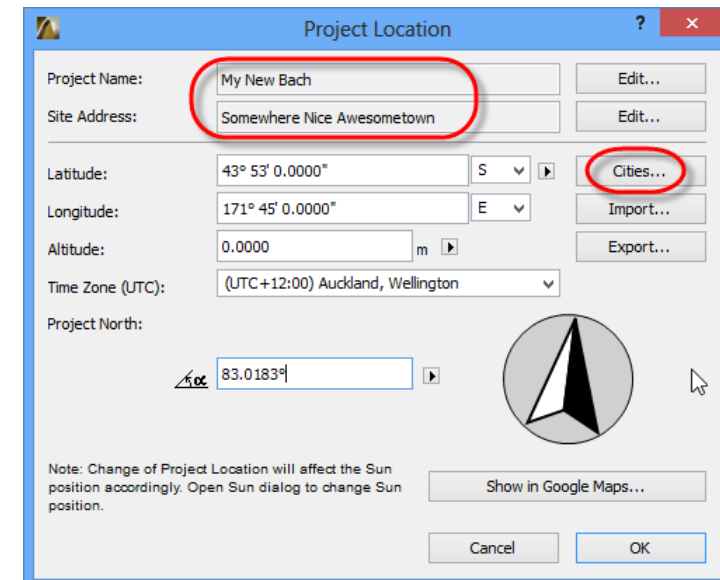 Project Location
?
×
Project Name: My New Bach Edit...
Site Address: Somewhere Nice Awesometown Edit...
Latitude: 43° 53' 0.0000" S Cities...
Longitude: 171° 45' 0.0000" E Import...
Altitude: 0.0000 m Export...
Time Zone (UTC): (UTC+12:00) Auckland, Wellington
Project North:
α 83.0183°
Note: Change of Project Location will affect the Sun
position accordingly. Open Sun dialog to change Sun
position.
Show in Google Maps...
Cancel OK